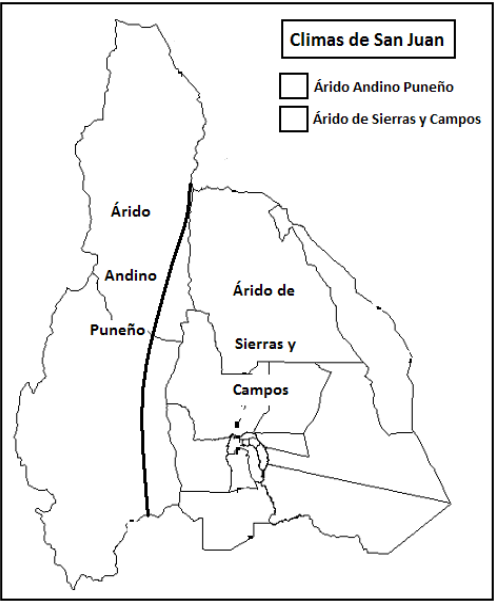 Climas de San Juan
Árido Andino Puneño
Árido de Sierras y Campos
Árido
Andino
Puneño
Árido de
Sierras y
Campos